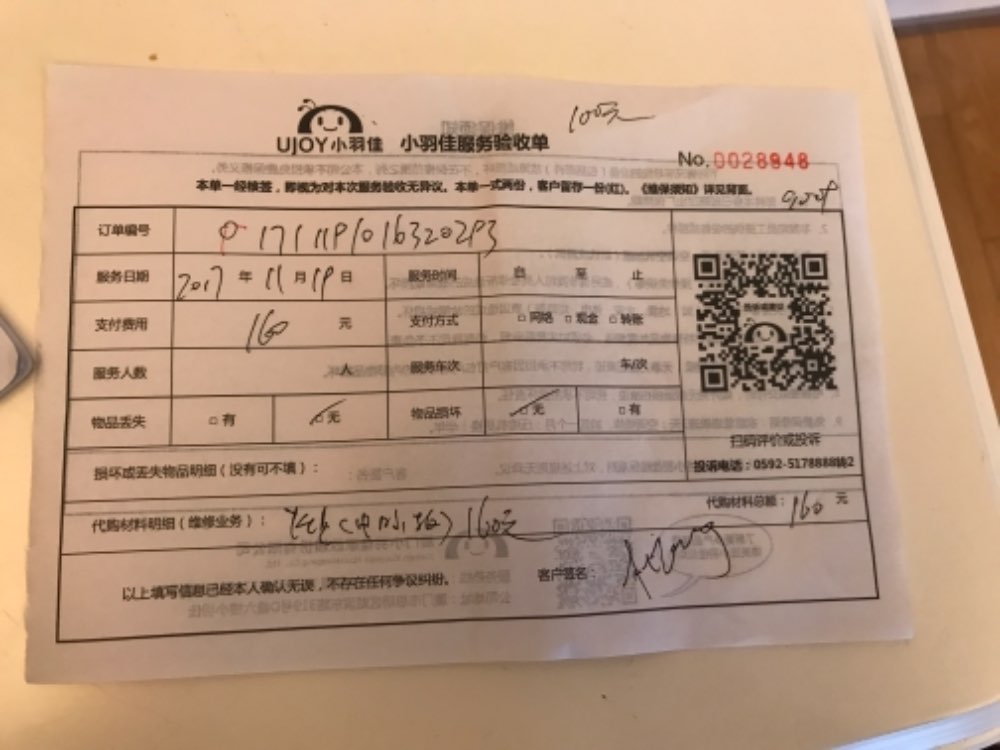 100元
UJOY小羽佳 小羽佳服务验收单
No.0028948
本单一经核签，即视为对本次服务验收无异议。本单一式两份，客户留存一份(红)。《维保须知》详见背面。
订单编号
服务日期 2017 年 11 月 19 日 服务时间 自 至 止
支付费用 160 元 支付方式 □网络 □现金 □转账
服务人数 人 服务车次 车/次
物品丢失 □有 □无 物品损坏 □无 □有
扫码评价或投诉
投诉电话：0592-5178888转2
损坏或丢失物品明细（没有可不填）：
代购材料总额：160 元
代购材料明细（维修业务）： 160元
以上填写信息已经本人确认无误，不存在任何争议纠纷。 客户签名：